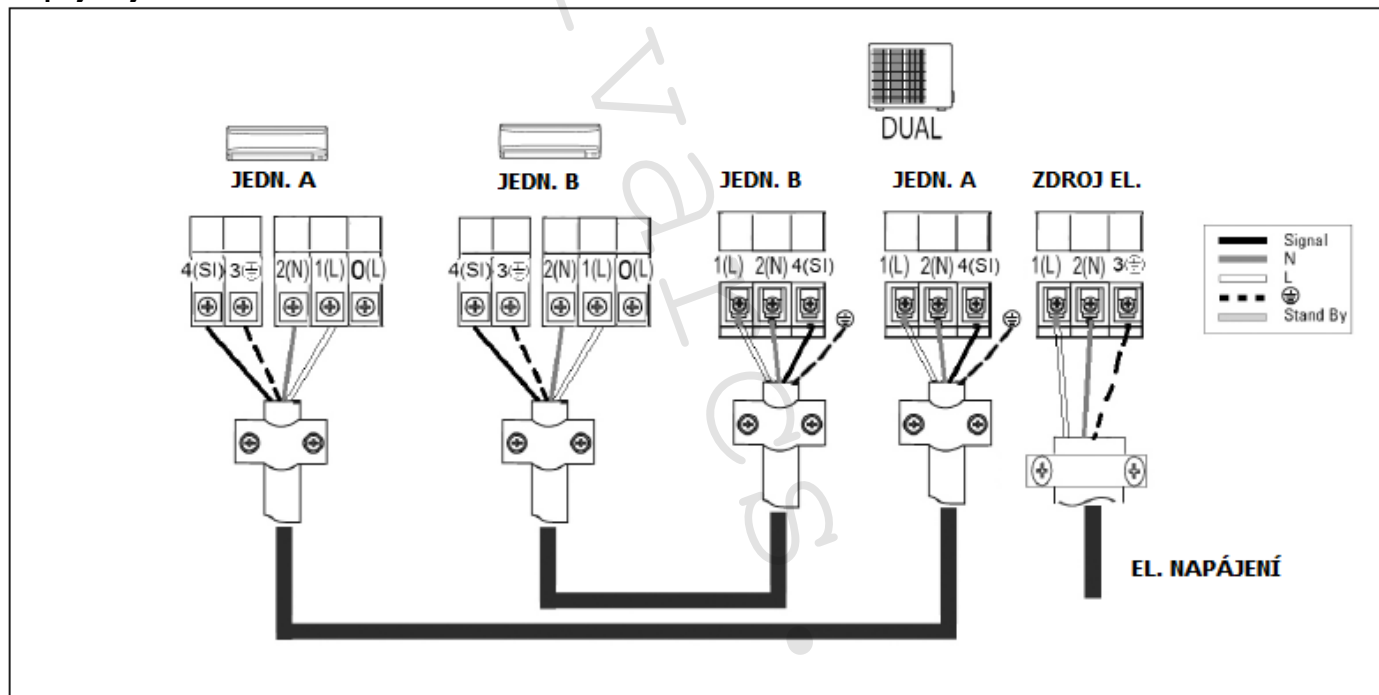 DUAL
JEDN. A
JEDN. B
JEDN. B
JEDN. A
ZDROJ EL.
4(SI) 3 2(N) 1(L) 0(L)
4(SI) 3 2(N) 1(L) 0(L)
1(L) 2(N) 4(SI)
1(L) 2(N) 4(SI)
1(L) 2(N) 3
Signal
N
L
Stand By
EL. NAPÁJENÍ